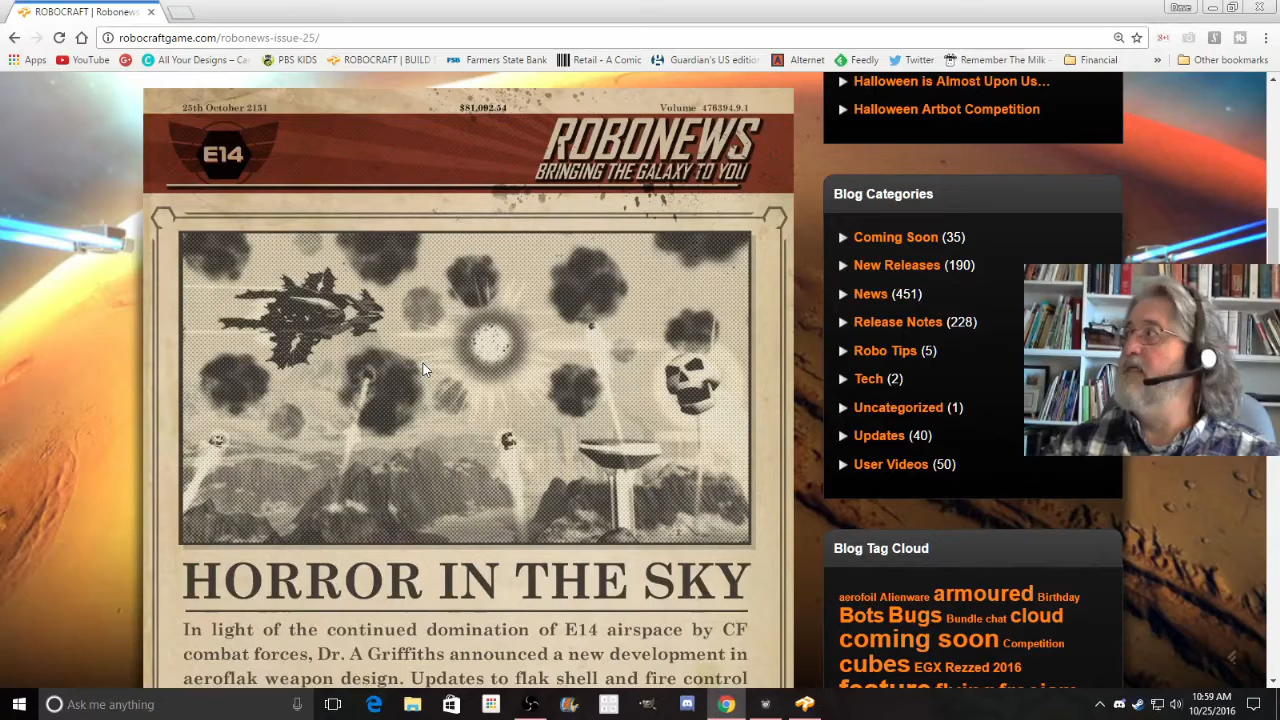 ROBOCRAFT | Robonews
Dave
robocraftgame.com/robonews-issue-25/
Apps
YouTube
All Your Designs – Ca
PBS KIDS
ROBOCRAFT | BUILD
FSB
Farmers State Bank
Retail - A Comic
Guardian's US edition
Alternet
Feedly
Twitter
Remember The Milk -
Financial
Other bookmarks
25th October 2151
$81,092.54
Volume 476394.9.1
E14
ROBONEWS
BRINGING THE GALAXY TO YOU
HORROR IN THE SKY
In light of the continued domination of E14 airspace by CF
combat forces, Dr. A Griffiths announced a new development in
aeroflak weapon design. Updates to flak shell and fire control
Halloween is Almost Upon Us…
Halloween Artbot Competition
Blog Categories
Coming Soon (35)
New Releases (190)
News (451)
Release Notes (228)
Robo Tips (5)
Tech (2)
Uncategorized (1)
Updates (40)
User Videos (50)
Blog Tag Cloud
aerofoil Alienware armoured Birthday
Bots Bugs Bundle chat cloud
coming soon Competition
cubes EGX Rezzed 2016
feature flying freejam
Ask me anything
10:59 AM
10/25/2016